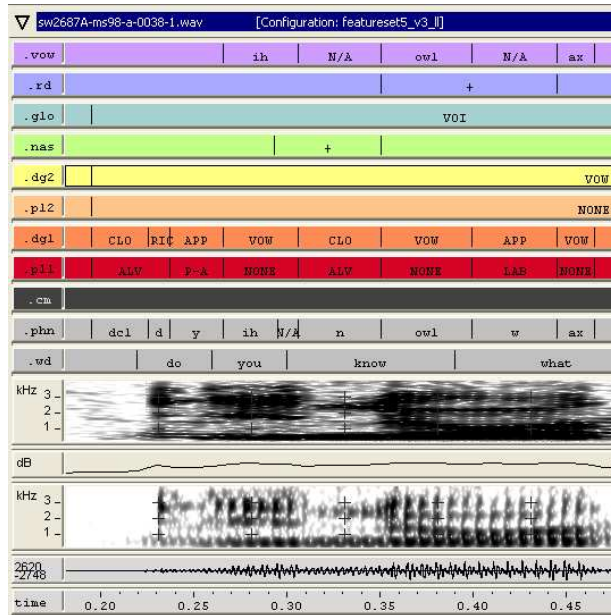 sw2687A-ms98-a-0038-1.wav [Configuration: featureset5_v3_ll]
.vow ih N/A ow1 N/A ax
.rd +
.glo VOI
.nas +
.dg2 VOW
.pl2 NONE
.dg1 CLO RIC APP VOW CLO VOW APP VOW
.pl1 ALV P-A NONE ALV NONE LAB NONE
.cm
.phn dcl d y ih N/A n ow1 w ax
.wd do you know what
kHz 3 2 1
dB
kHz 3 2 1
2620
-2748
time 0.20 0.25 0.30 0.35 0.40 0.45